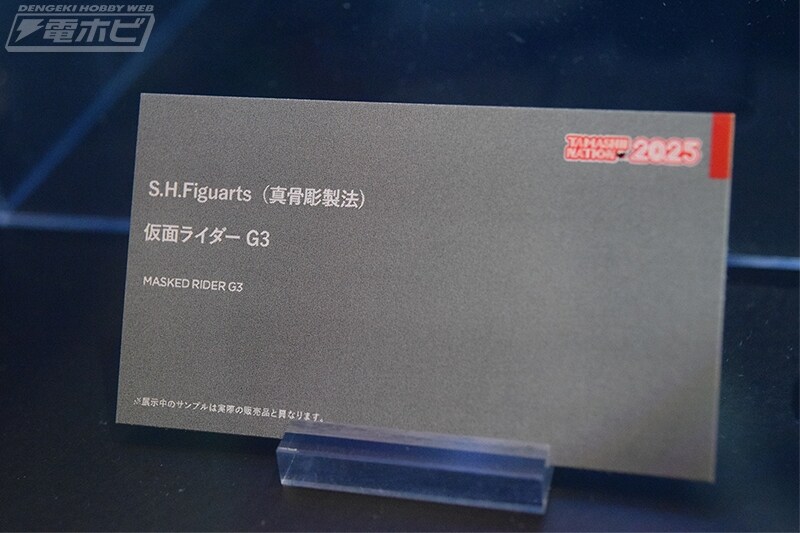 DENGEKI HOBBY WEB
電ホビ
TAMASHII
NATION 2025
S.H.Figuarts（真骨彫製法）
仮面ライダー G3
MASKED RIDER G3
※展示中のサンプルは実際の販売品と異なります。